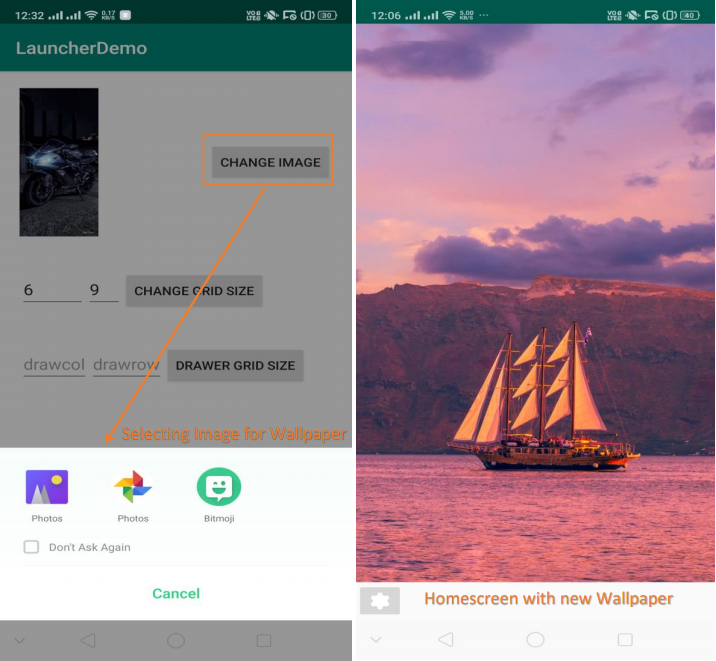 12:32 0.17 KB/S VO LTE 30
LauncherDemo
CHANGE IMAGE
6 9 CHANGE GRID SIZE
drawcol drawrow DRAWER GRID SIZE
Selecting Image for Wallpaper
Photos Photos Bitmoji
Don't Ask Again
Cancel
12:06 5.00 KB/S ... 40
Homescreen with new Wallpaper